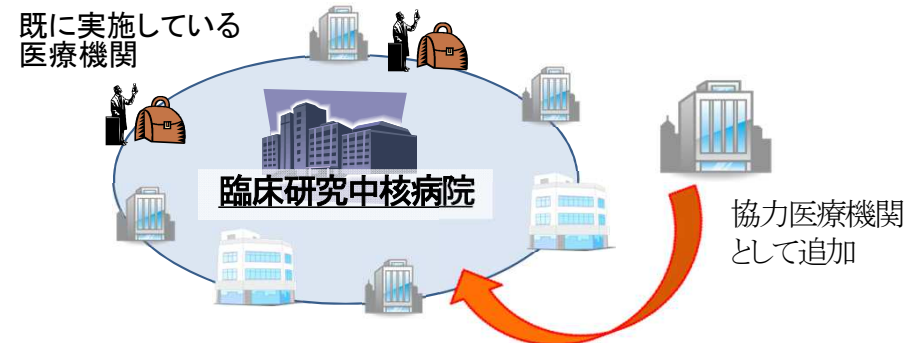 既に実施している
医療機関
臨床研究中核病院
協力医療機関
として追加